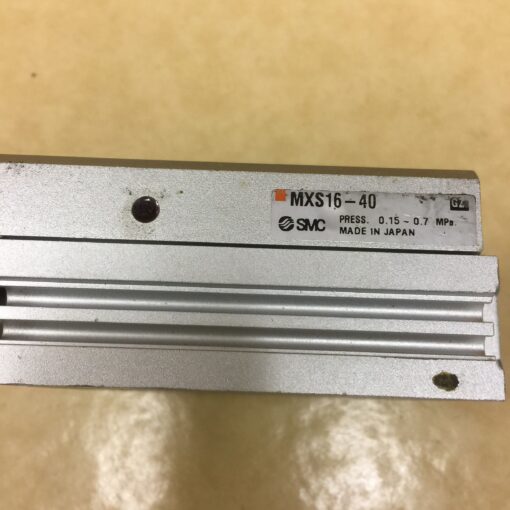 MXS16-40
SMC PRESS. 0.15 ~ 0.7 MPa.
MADE IN JAPAN